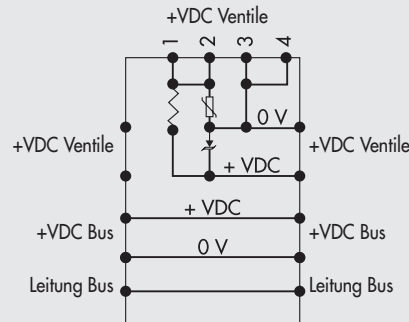 +VDC Ventile
1 2 3 4
0 V
+VDC Ventile +VDC Ventile
+ VDC
+ VDC
+VDC Bus +VDC Bus
0 V
Leitung Bus Leitung Bus